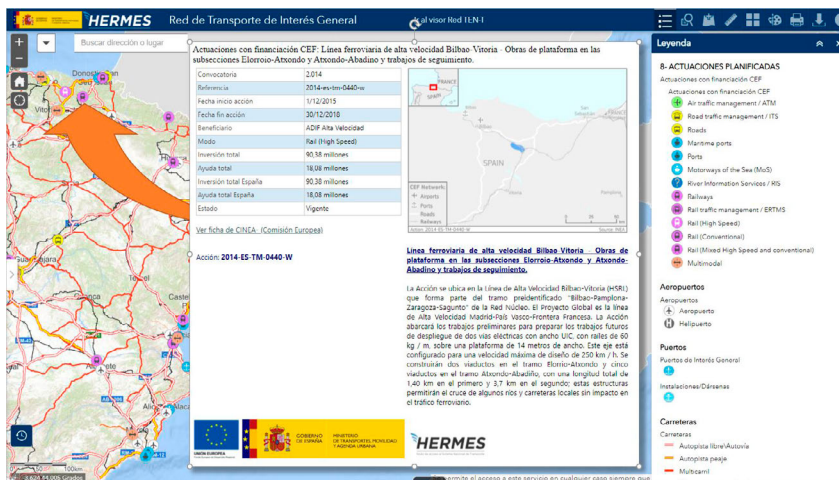 HERMES Red de Transporte de Interés General al visor Red TEN-T
Buscar dirección o lugar
Actuaciones con financiación CEF: Línea ferroviaria de alta velocidad Bilbao-Vitoria - Obras de plataforma en las
subsecciones Elorroio-Atxondo y Atxondo-Abadino y trabajos de seguimiento.
Convocatoria 2.014
Referencia 2014-es-tm-0440-w
Fecha inicio acción 1/12/2015
Fecha fin acción 30/12/2018
Beneficiario ADIF Alta Velocidad
Modo Rail (High Speed)
Inversión total 90,38 millones
Ayuda total 18,08 millones
Inversión total España 90,38 millones
Ayuda total España 18,08 millones
Estado Vigente
Ver ficha de CINEA (Comisión Europea)
Acción: 2014-ES-TM-0440-W
FRANCE
SPAIN
Bilbao
SPAIN
CEF Network
Airports
Ports
Roads
Railways
Línea ferroviaria de alta velocidad Bilbao-Vitoria Obras de
plataforma en las subsecciones Elorroio-Atxondo y Atxondo-
Abadino y trabajos de seguimiento.
La Acción se ubica en la Línea de Alta Velocidad Bilbao-Vitoria (HSRL)
que forma parte del tramo preidentificado "Bilbao-Pamplona-
Zaragoza-Sagunto" de la Red Núcleo. El Proyecto Global es la línea
de Alta Velocidad Madrid-País Vasco-Frontera Francesa. La Acción
abarcará los trabajos preliminares para preparar los trabajos futuros
de despliegue de dos vías eléctricas con ancho UIC, con raíles de 60
kg / m, sobre una plataforma de 14 metros de ancho. Este eje está
configurado para una velocidad máxima de diseño de 250 km / h. Se
construirán dos viaductos en el tramo Elorrio-Atxondo y cinco
viaductos en el tramo Atxondo-Abadiño, con una longitud total de
1,40 km en el primero y 3,7 km en el segundo; estas estructuras
permitirán el cruce de algunos ríos y carreteras locales sin impacto en
el tráfico ferroviario.
UNIÓN EUROPEA
GOBIERNO DE ESPAÑA
MINISTERIO DE TRANSPORTES, MOVILIDAD Y AGENDA URBANA
HERMES
Leyenda
8- ACTUACIONES PLANIFICADAS
Actuaciones con financiación CEF
Actuaciones con financiación CEF
Air traffic management / ATM
Road traffic management / ITS
Roads
Maritime ports
Ports
Motorways of the Sea (MoS)
River Information Services / RIS
Railways
Rail traffic management / ERTMS
Rail (High Speed)
Rail (Conventional)
Rail (Mixed High Speed and conventional)
Multimodal
Aeropuertos
Aeropuertos
Aeropuerto
Helipuerto
Puertos
Puertos de Interés General
Instalaciones/Dársenas
Carreteras
Carreteras
Autopista libre\Autovía
Autopista peaje
Multicarril
100km